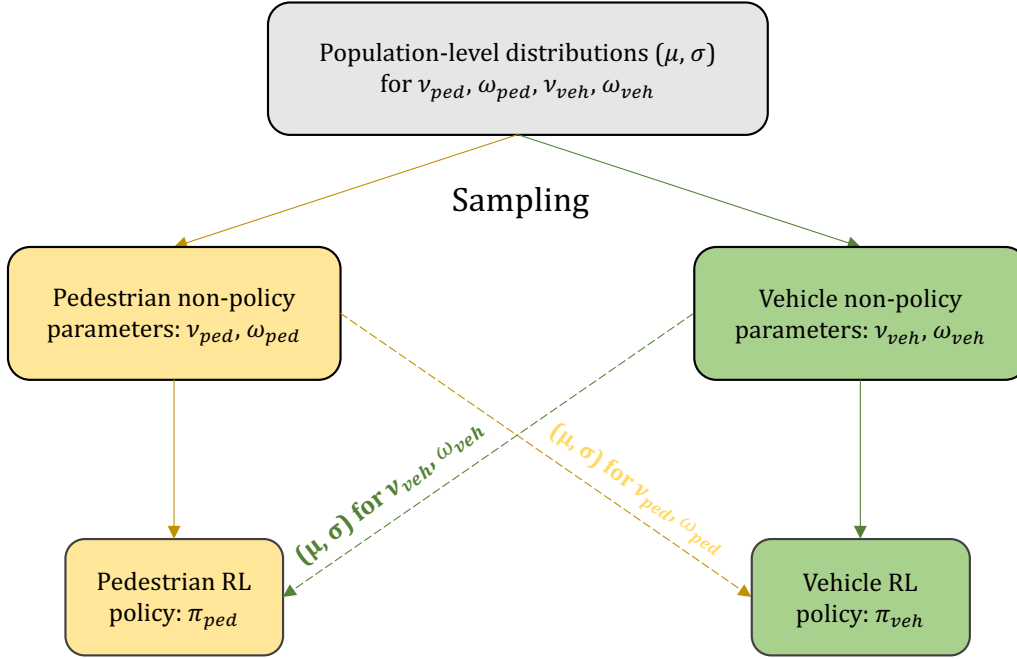 Population-level distributions (μ, σ)
for ν_ped, ω_ped, ν_veh, ω_veh
Sampling
Pedestrian non-policy
parameters: ν_ped, ω_ped
Vehicle non-policy
parameters: ν_veh, ω_veh
(μ, σ) for ν_veh, ω_veh
(μ, σ) for ν_ped, ω_ped
Pedestrian RL
policy: π_ped
Vehicle RL
policy: π_veh